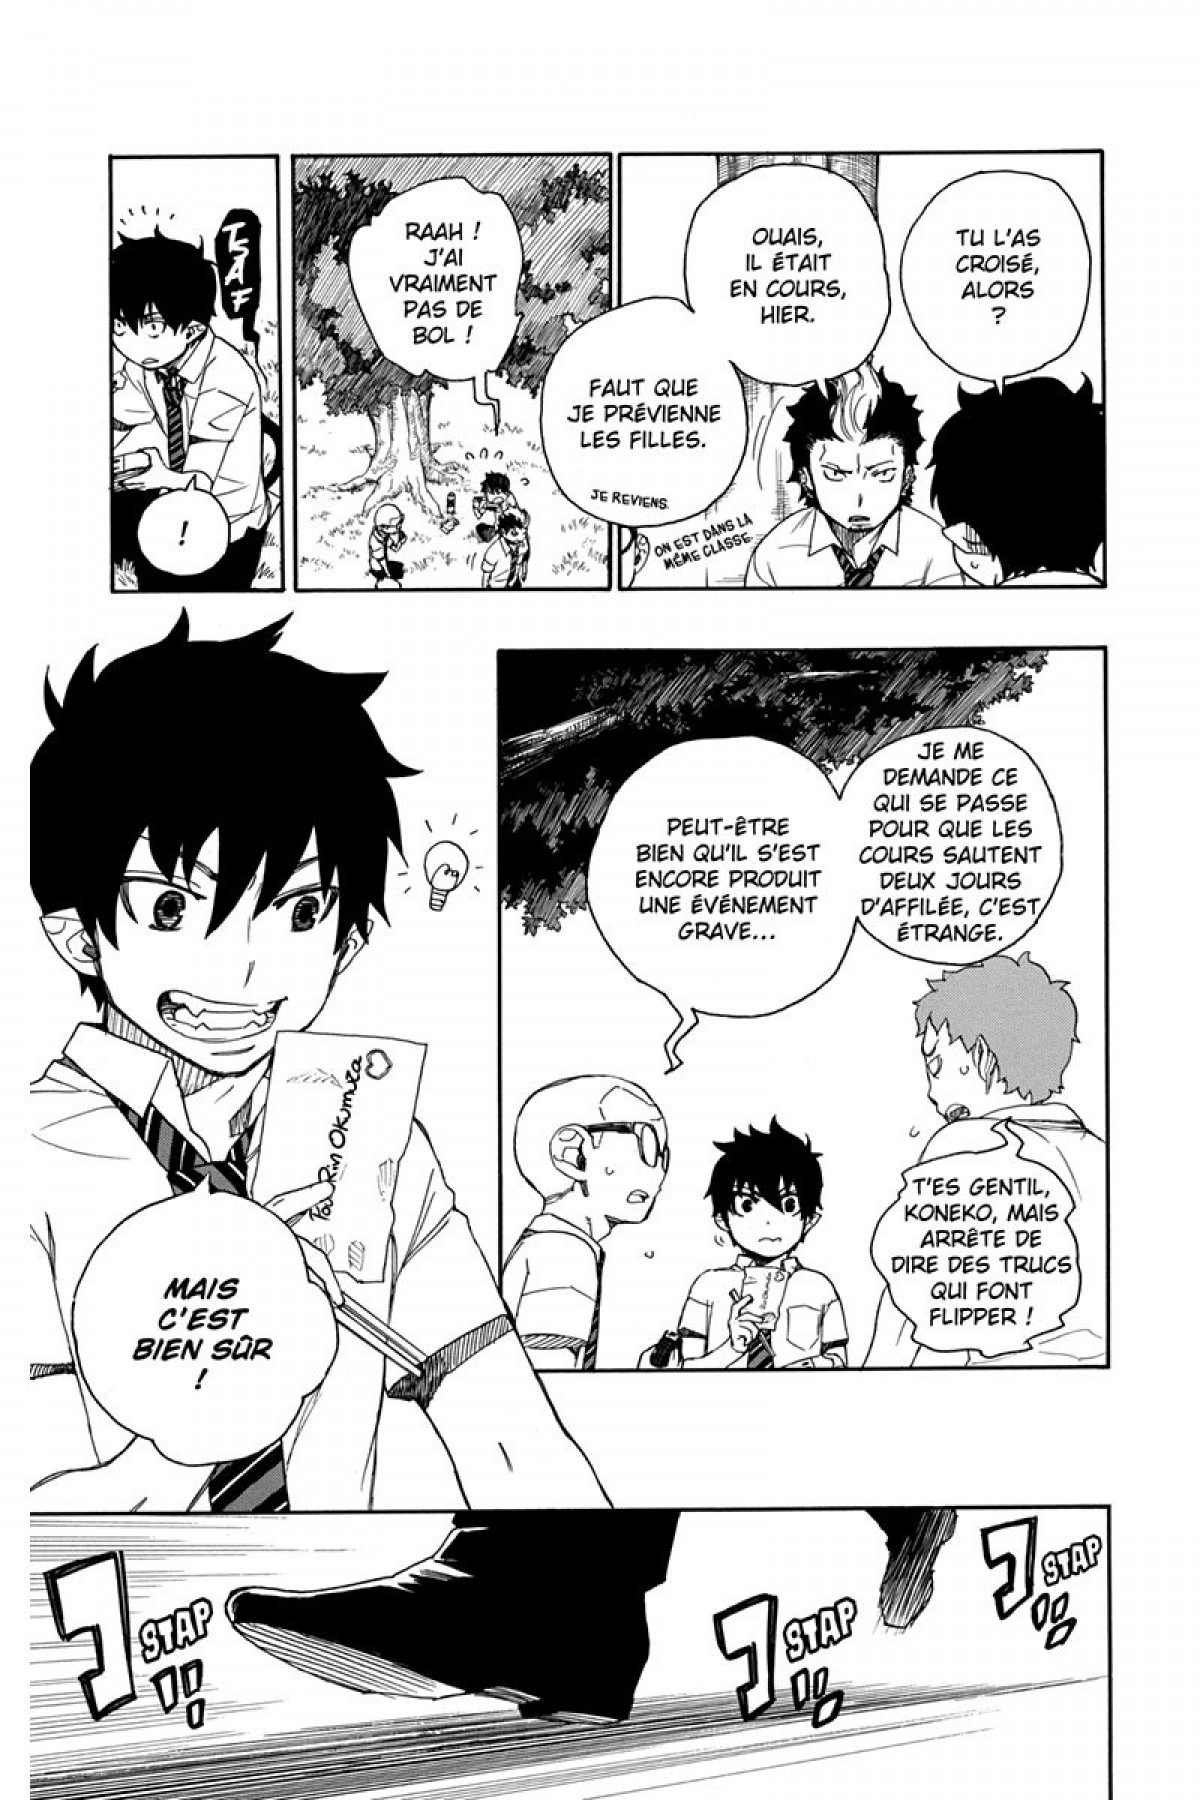 TU L'AS
CROISÉ,
ALORS
?
OUAIS,
IL ÉTAIT
EN COURS,
HIER.
FAUT QUE
JE PRÉVIENNE
LES FILLES.
JE REVIENS.
ON EST DANS LA
MÊME CLASSE.
RAAH !
J'AI
VRAIMENT
PAS DE
BOL !
TSAF
!
JE ME
DEMANDE CE
QUI SE PASSE
POUR QUE LES
COURS SAUTENT
DEUX JOURS
D'AFFILÉE, C'EST
ÉTRANGE.
PEUT-ÊTRE
BIEN QU'IL S'EST
ENCORE PRODUIT
UNE ÉVÉNEMENT
GRAVE...
T'ES GENTIL,
KONEKO, MAIS
ARRÊTE DE
DIRE DES TRUCS
QUI FONT
FLIPPER !
Rin Okumura
MAIS
C'EST
BIEN SÛR
!
コ!!
STAP
コ!!
STAP
コ!!
STAP